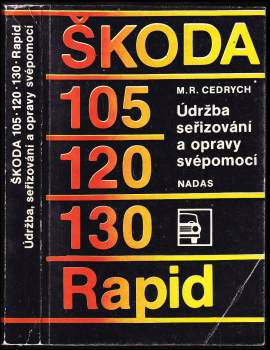 ŠKODA 105·120·130·Rapid
Údržba, seřizování a opravy svépomocí
ŠKODA
M. R. CEDRYCH
105
Údržba
seřizování
a opravy
svépomocí
120
NADAS
130
Rapid